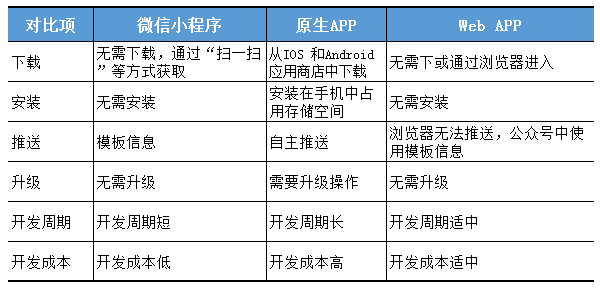 对比项 微信小程序 原生APP Web APP
下载 无需下载，通过“扫一扫 从IOS 和Android 无需下或通过浏览器进入
”等方式获取 应用商店中下载
安装 无需安装 安装在手机中占 无需安装
用存储空间
推送 模板信息 自主推送 浏览器无法推送，公众号中使
用模板信息
升级 无需升级 需要升级操作 无需升级
开发周期 开发周期短 开发周期长 开发周期适中
开发成本 开发成本低 开发成本高 开发成本适中